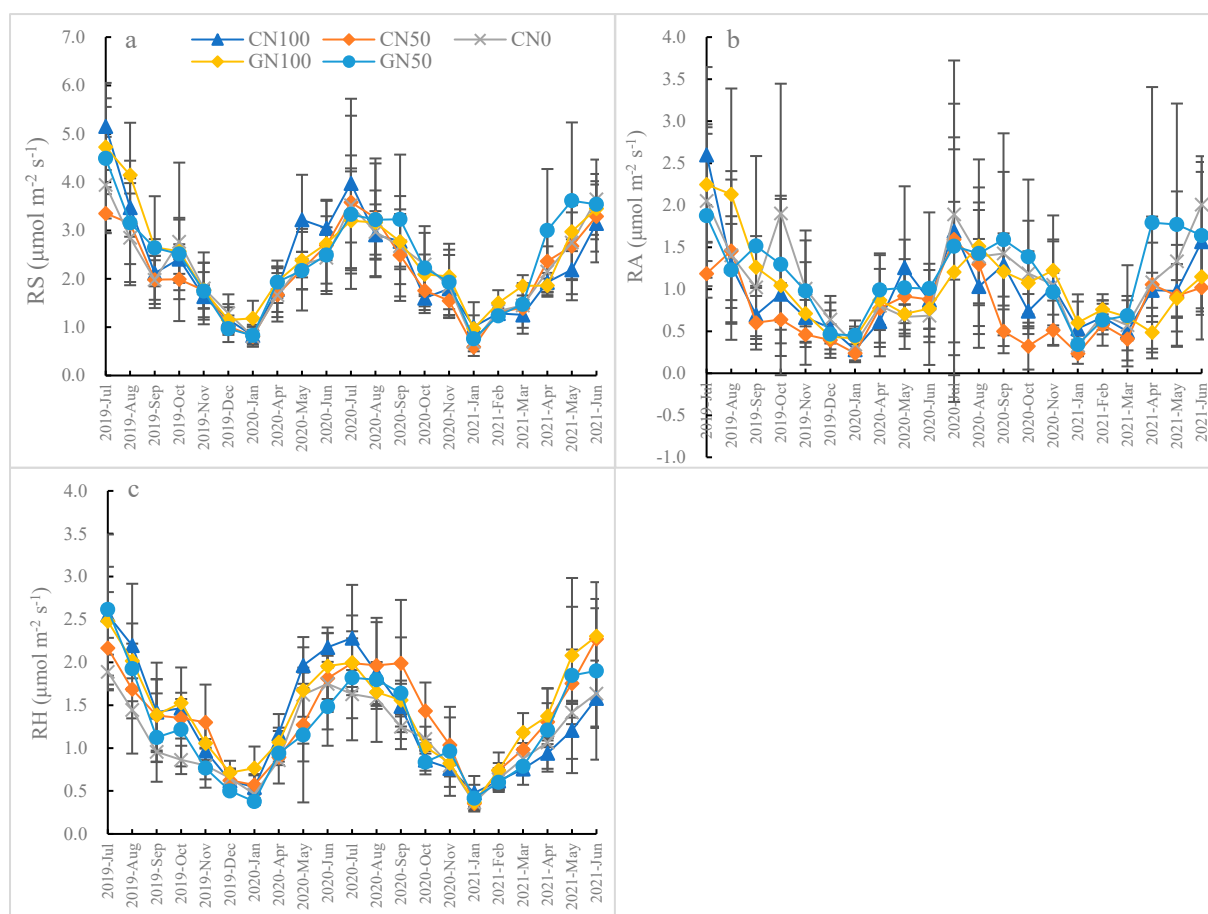 a
CN100 CN50 CN0
GN100 GN50
RS (μmol m⁻² s⁻¹)
7.0
6.0
5.0
4.0
3.0
2.0
1.0
0.0
2019-Jul
2019-Aug
2019-Sep
2019-Oct
2019-Nov
2019-Dec
2020-Jan
2020-Apr
2020-May
2020-Jun
2020-Jul
2020-Aug
2020-Sep
2020-Oct
2020-Nov
2021-Jan
2021-Feb
2021-Mar
2021-Apr
2021-May
2021-Jun
b
RA (μmol m⁻² s⁻¹)
4.0
3.5
3.0
2.5
2.0
1.5
1.0
0.5
0.0
-0.5
-1.0
2019-Jul
2019-Aug
2019-Sep
2019-Oct
2019-Nov
2019-Dec
2020-Jan
2020-Apr
2020-May
2020-Jun
2020-Jul
2020-Aug
2020-Sep
2020-Oct
2020-Nov
2021-Jan
2021-Feb
2021-Mar
2021-Apr
2021-May
2021-Jun
c
RH (μmol m⁻² s⁻¹)
4.0
3.5
3.0
2.5
2.0
1.5
1.0
0.5
0.0
2019-Jul
2019-Aug
2019-Sep
2019-Oct
2019-Nov
2019-Dec
2020-Jan
2020-Apr
2020-May
2020-Jun
2020-Jul
2020-Aug
2020-Sep
2020-Oct
2020-Nov
2021-Jan
2021-Feb
2021-Mar
2021-Apr
2021-May
2021-Jun